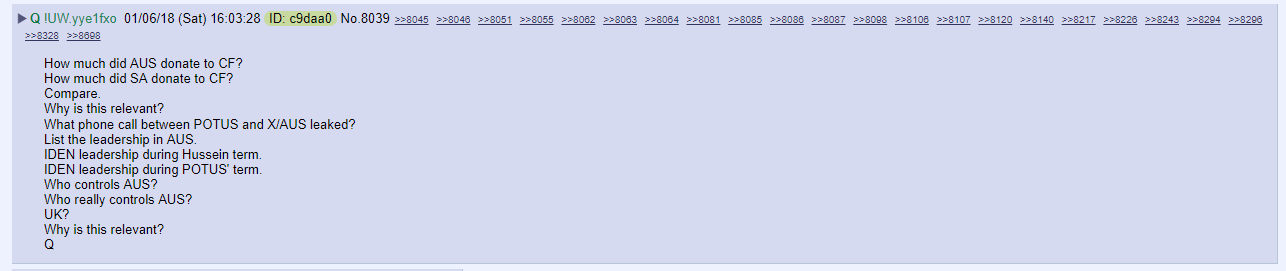 ▶ Q !UW.yye1fxo 01/06/18 (Sat) 16:03:28 ID: c9daa0 No.8039 >>8045 >>8046 >>8051 >>8055 >>8062 >>8063 >>8064 >>8081 >>8085 >>8086 >>8087 >>8098 >>8106 >>8107 >>8120 >>8140 >>8217 >>8226 >>8243 >>8294 >>8296
>>8328 >>8698
How much did AUS donate to CF?
How much did SA donate to CF?
Compare.
Why is this relevant?
What phone call between POTUS and X/AUS leaked?
List the leadership in AUS.
IDEN leadership during Hussein term.
IDEN leadership during POTUS' term.
Who controls AUS?
Who really controls AUS?
UK?
Why is this relevant?
Q